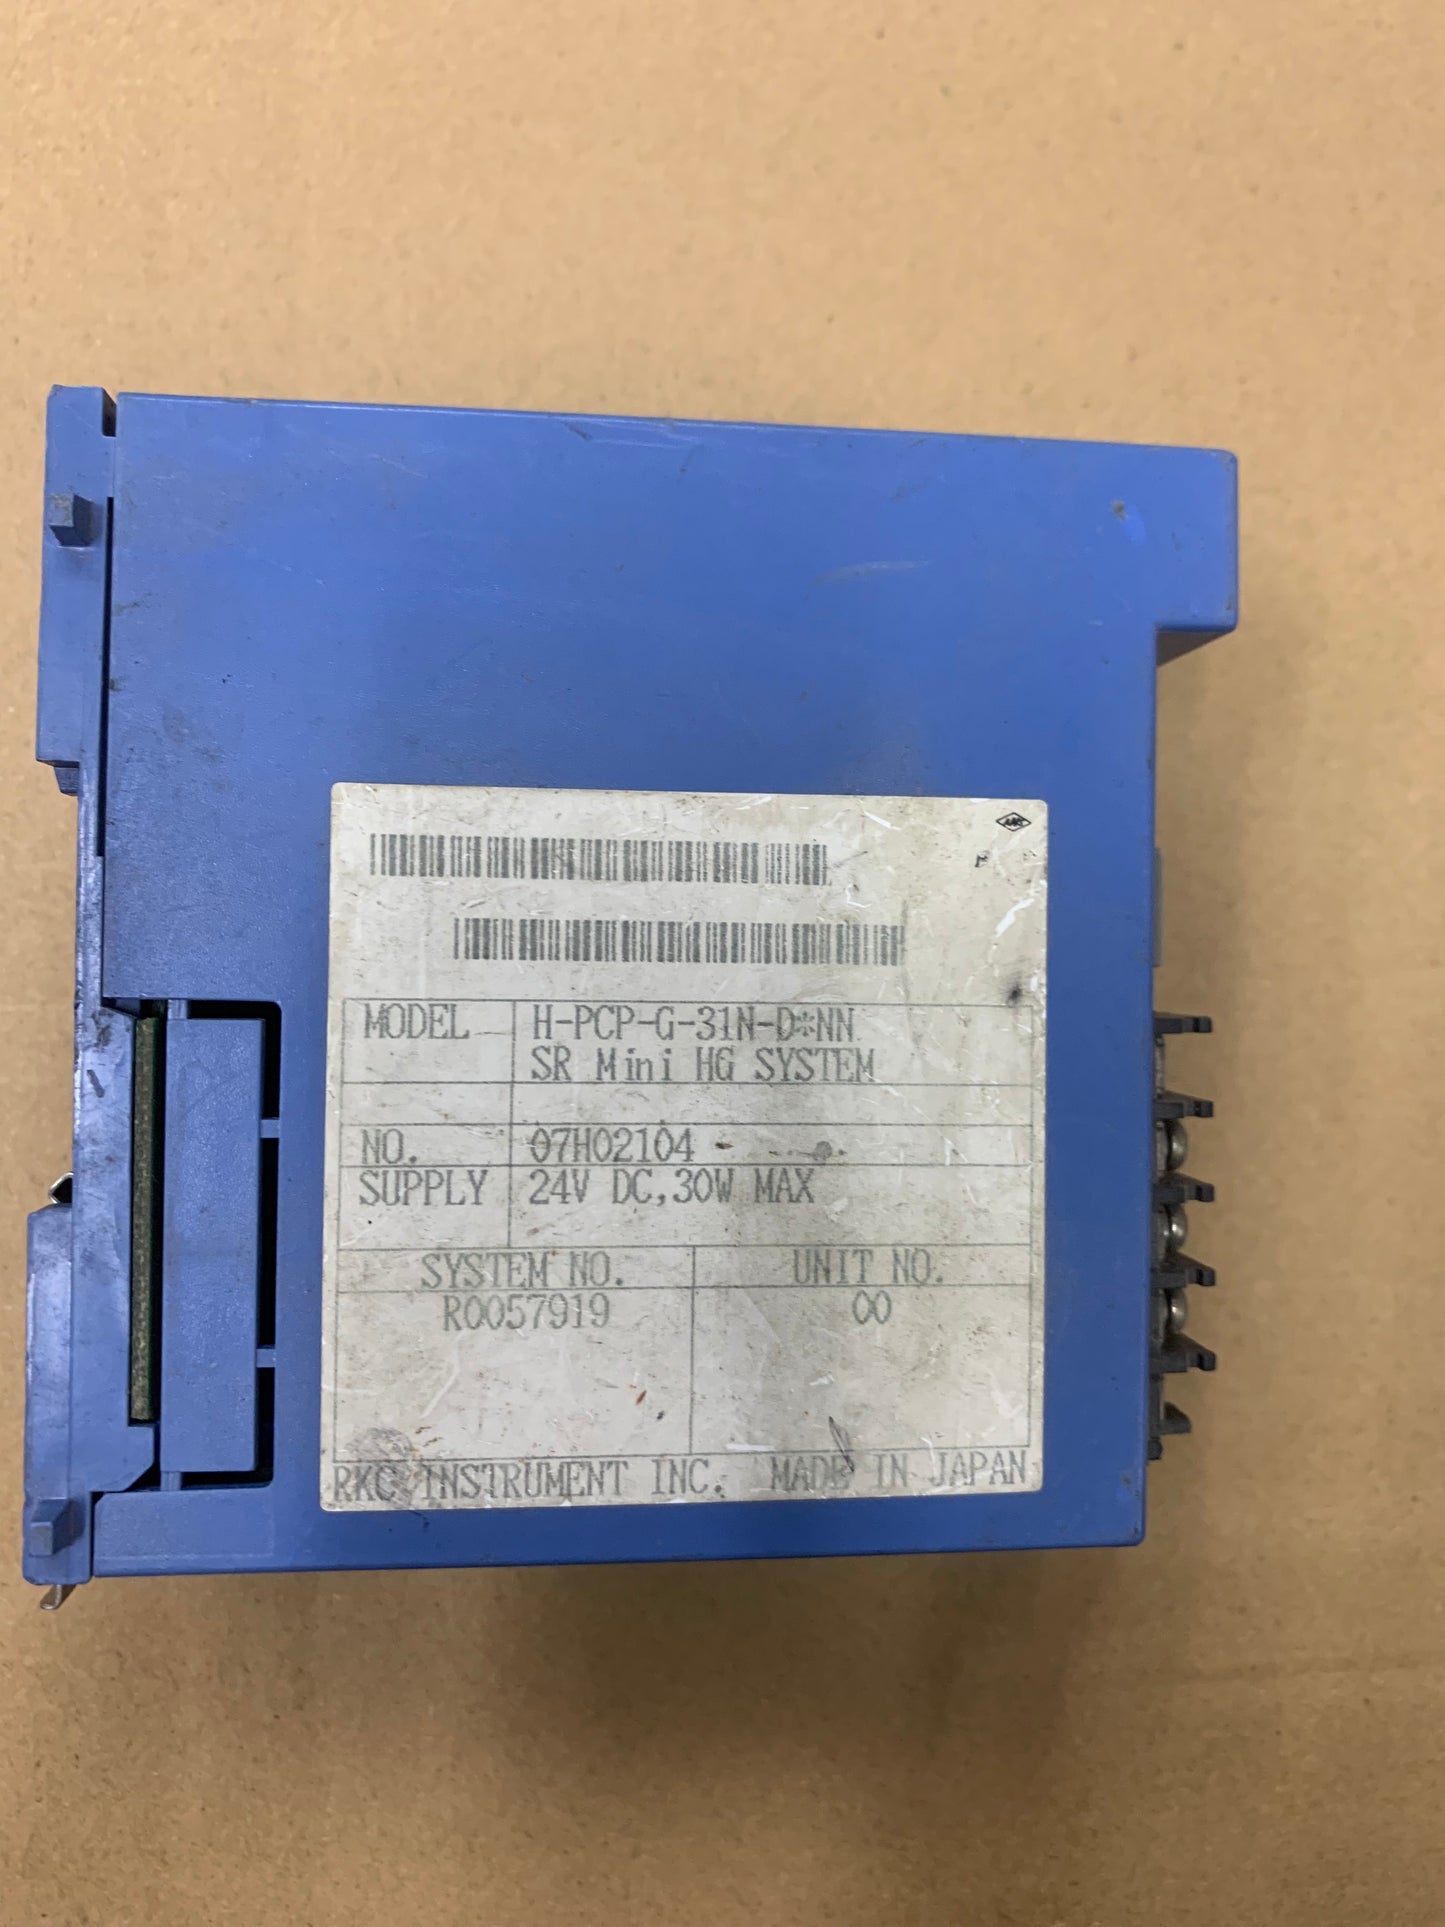 MODEL H-PCP-G-31N-D*NN
SR Mini HG SYSTEM
NO. 07H02104
SUPPLY 24V DC,30W MAX
SYSTEM NO. UNIT NO.
R0057919 00
RKC INSTRUMENT INC. MADE IN JAPAN